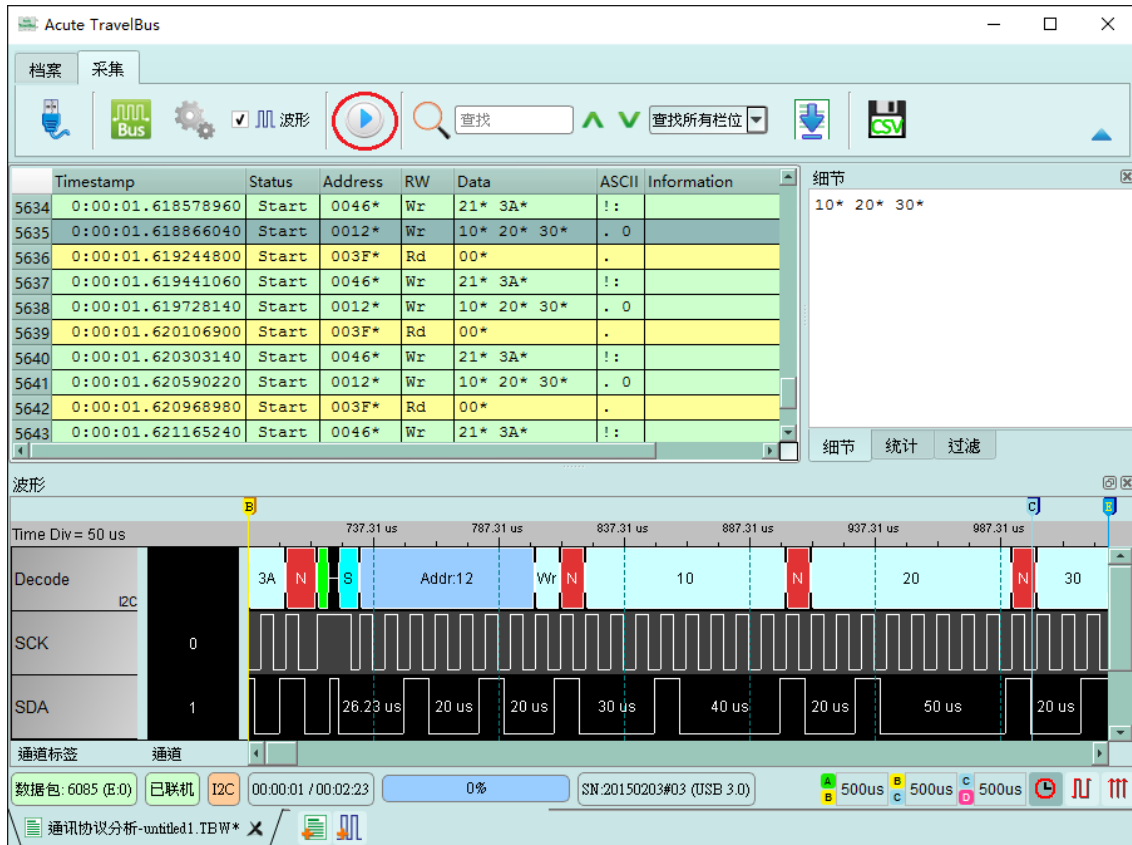 Acute TravelBus
档案 采集
Bus 波形 查找 查找所有栏位 CSV
Timestamp Status Address RW Data ASCII Information
5634 0:00:01.618578960 Start 0046* Wr 21* 3A* !:
5635 0:00:01.618866040 Start 0012* Wr 10* 20* 30* . 0
5636 0:00:01.619244800 Start 003F* Rd 00* .
5637 0:00:01.619441060 Start 0046* Wr 21* 3A* !:
5638 0:00:01.619728140 Start 0012* Wr 10* 20* 30* . 0
5639 0:00:01.620106900 Start 003F* Rd 00* .
5640 0:00:01.620303140 Start 0046* Wr 21* 3A* !:
5641 0:00:01.620590220 Start 0012* Wr 10* 20* 30* . 0
5642 0:00:01.620968980 Start 003F* Rd 00* .
5643 0:00:01.621165240 Start 0046* Wr 21* 3A* !:
细节
10* 20* 30*
细节 统计 过滤
波形
B C E
Time Div = 50 us 737.31 us 787.31 us 837.31 us 887.31 us 937.31 us 987.31 us
Decode I2C 3A N S Addr:12 Wr N 10 N 20 N 30
SCK 0
SDA 1 26.23 us 20 us 20 us 30 us 40 us 20 us 50 us 20 us
通道标签 通道
数据包: 6085 (E:0) 已联机 I2C 00:00:01 / 00:02:23 0% SN:20150203#03 (USB 3.0) A B 500us B C 500us C D 500us
通讯协议分析-untitled1.TBW*